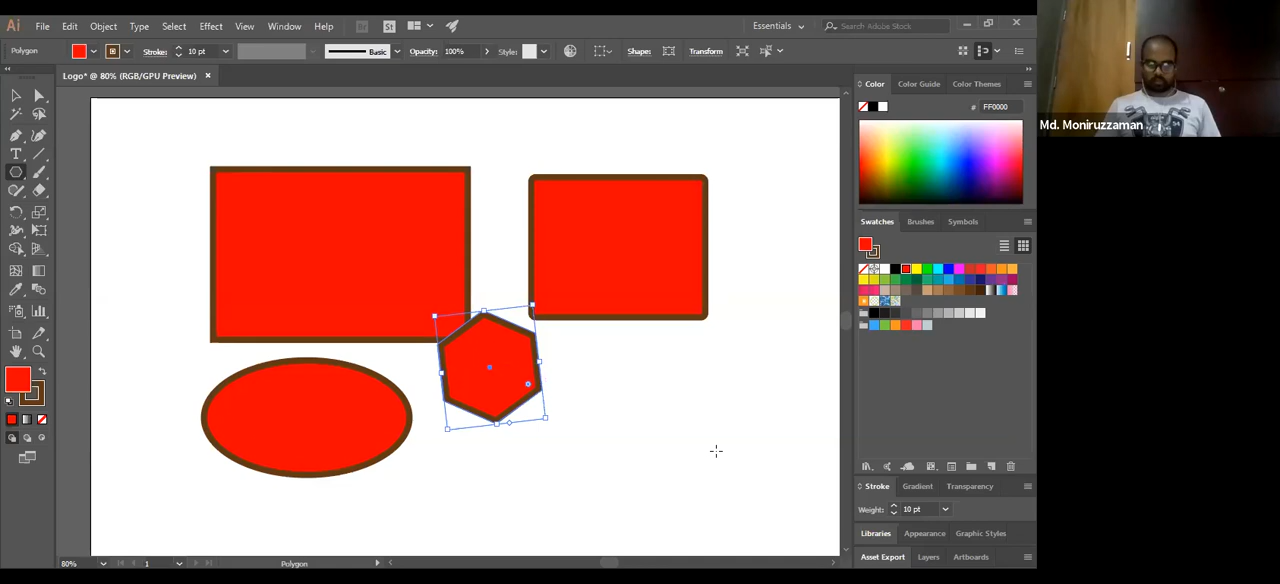 Ai File Edit Object Type Select Effect View Window Help Br St Essentials Search Adobe Stock
Polygon Stroke: 10 pt Basic Opacity: 100% Style: Shape: Transform
Logo* @ 80% (RGB/GPU Preview) ×
Color Color Guide Color Themes
# FF0000
Md. Moniruzzaman
Swatches Brushes Symbols
Stroke Gradient Transparency
Weight: 10 pt
Libraries Appearance Graphic Styles
Asset Export Layers Artboards
80% 1 Polygon